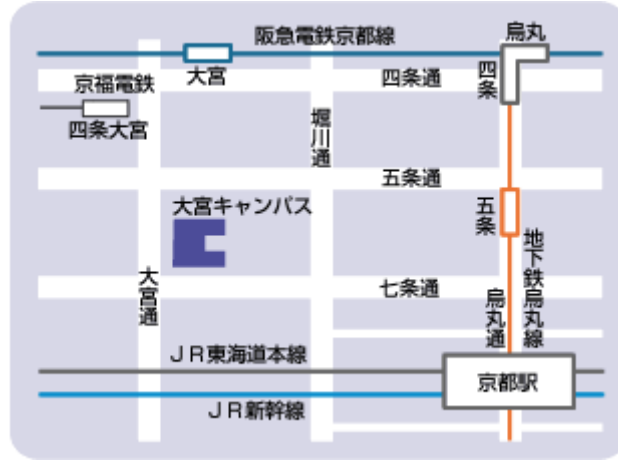 阪急電鉄京都線
烏丸
大宮
四条通
四条
京福電鉄
四条大宮
堀川通
五条通
五条
大宮キャンパス
地下鉄烏丸線
大宮通
七条通
烏丸通
JR東海道本線
京都駅
JR新幹線